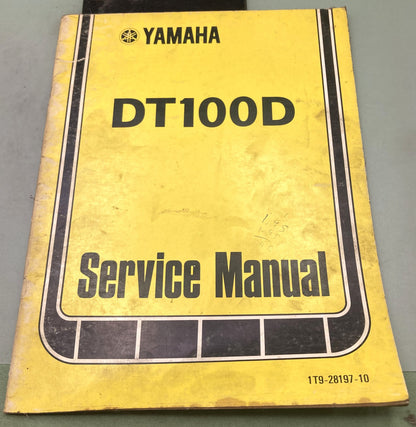 YAMAHA
DT100D
Service Manual
1T9-28197-10